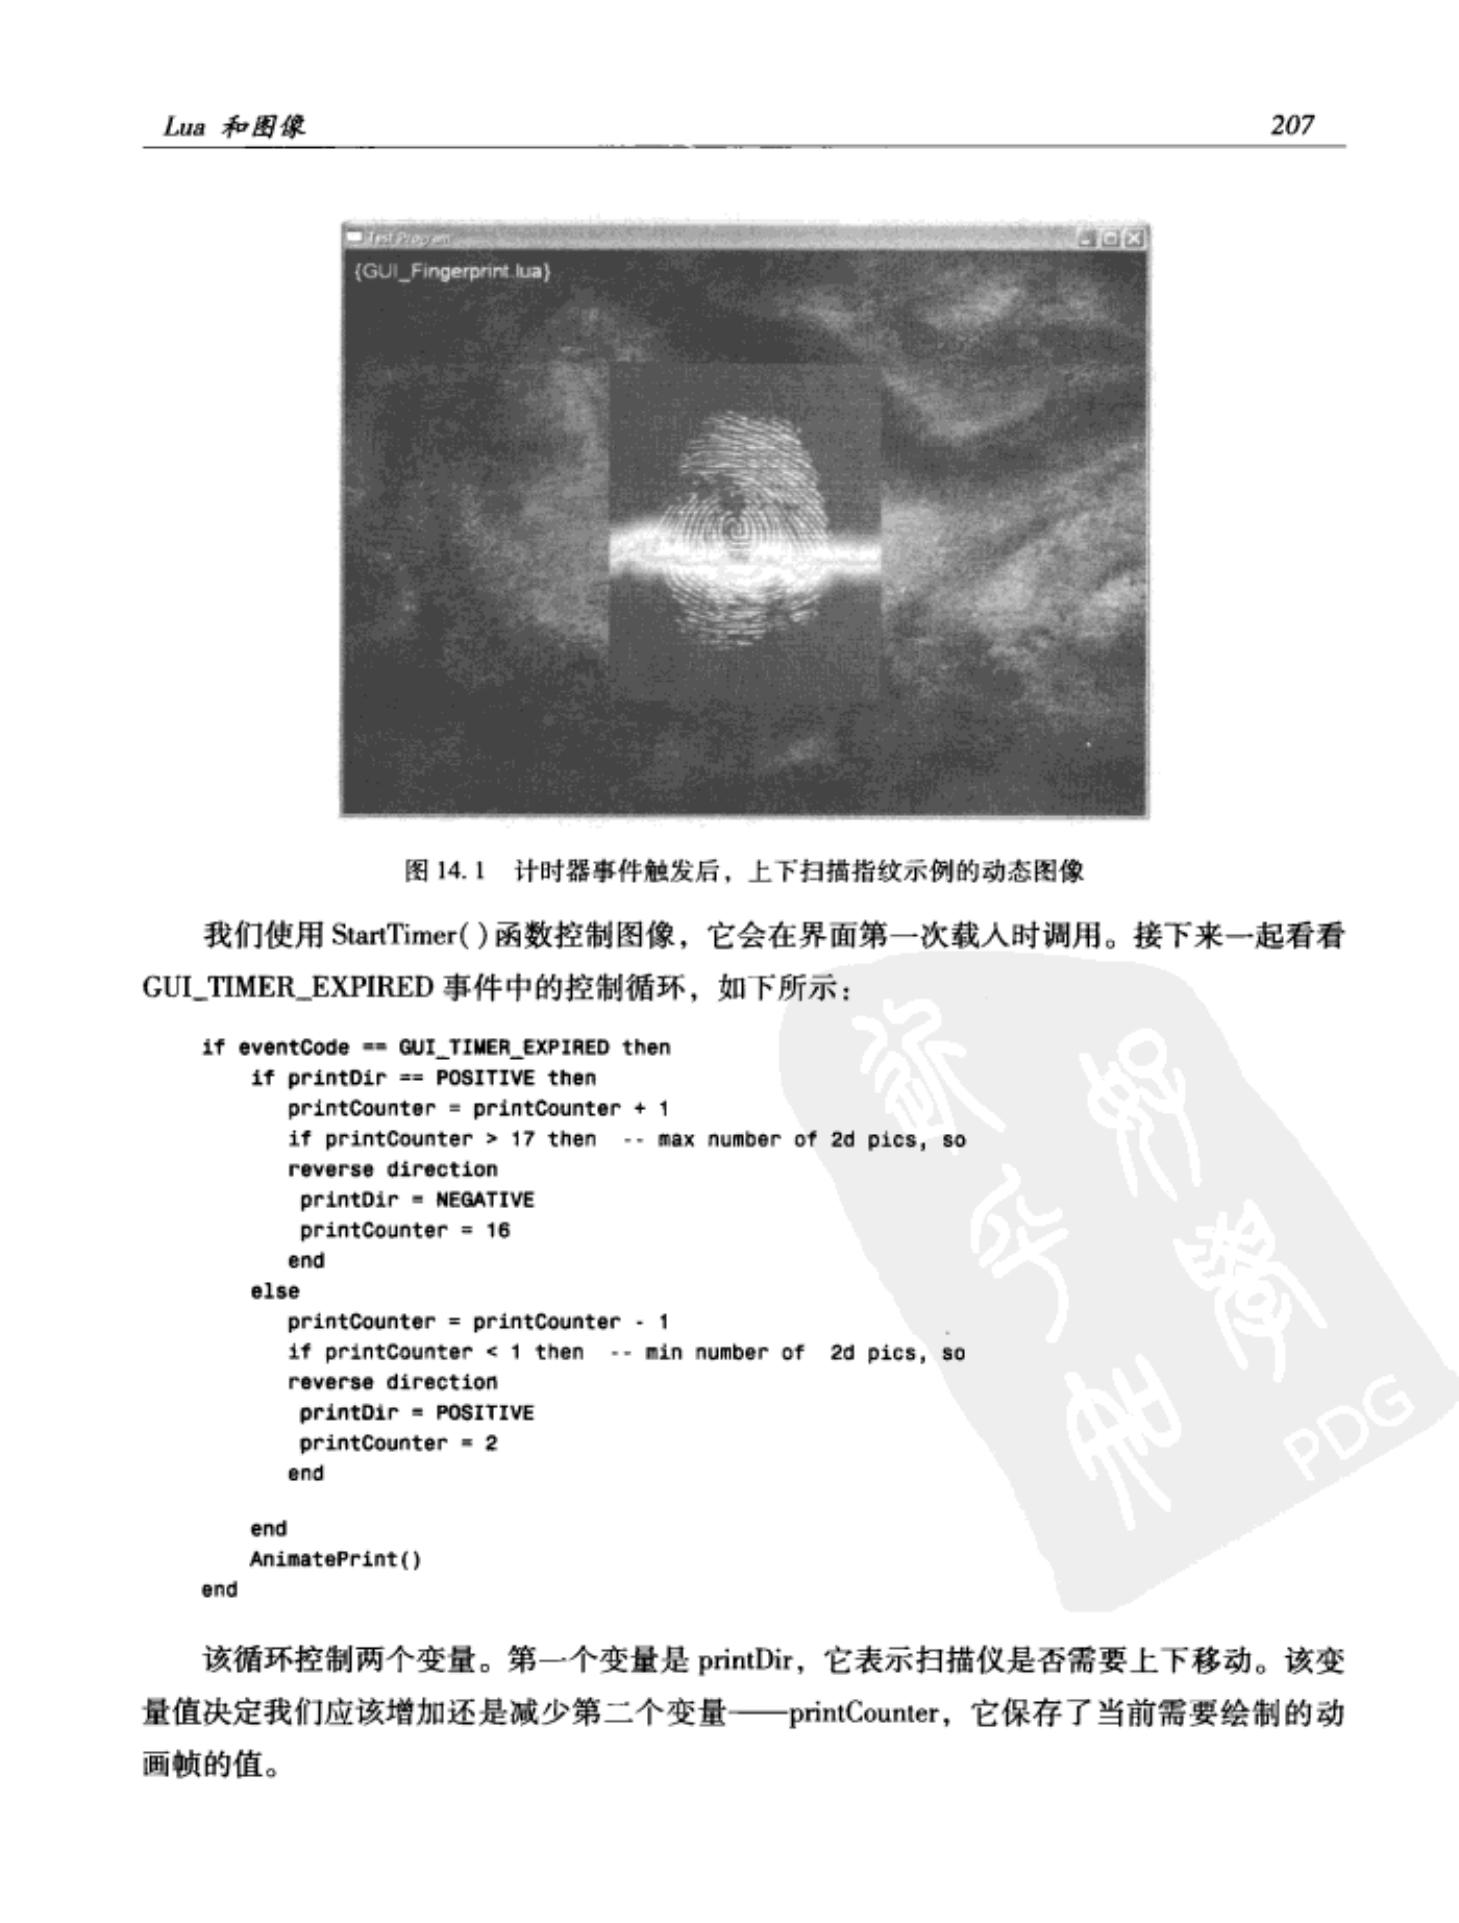 Lua 和图像
207
Test Program
{GUI_Fingerprint.lua}
图 14.1 计时器事件触发后，上下扫描指纹示例的动态图像
我们使用 StartTimer( )函数控制图像，它会在界面第一次载人时调用。接下来一起看看
GUI_TIMER_EXPIRED 事件中的控制循环，如下所示：
if eventCode == GUI_TIMER_EXPIRED then
if printDir == POSITIVE then
printCounter = printCounter + 1
if printCounter > 17 then -- max number of 2d pics, so
reverse direction
printDir = NEGATIVE
printCounter = 16
end
else
printCounter = printCounter - 1
if printCounter < 1 then -- min number of 2d pics, so
reverse direction
printDir = POSITIVE
printCounter = 2
end
end
AnimatePrint()
end
PDG
该循环控制两个变量。第一个变量是 printDir，它表示扫描仪是否需要上下移动。该变
量值决定我们应该增加还是减少第二个变量——printCounter，它保存了当前需要绘制的动
画帧的值。